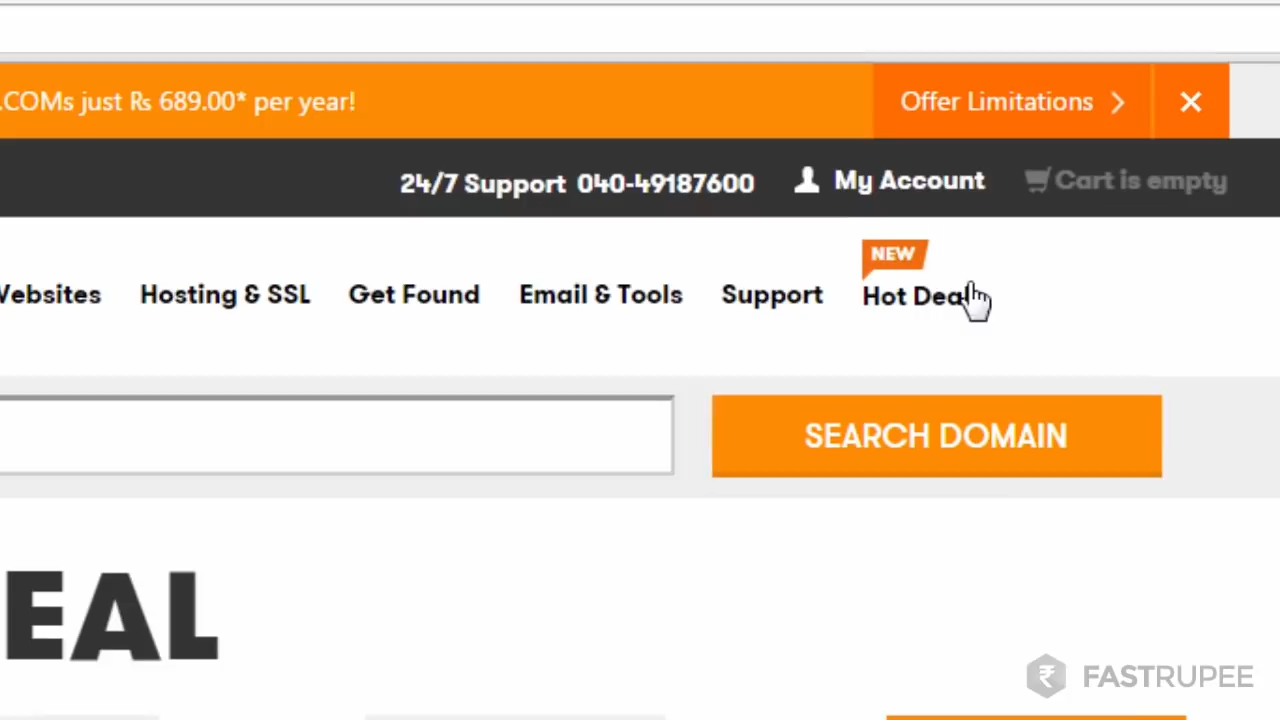 .COMs just ₨ 689.00* per year!
Offer Limitations
24/7 Support 040-49187600
My Account
Cart is empty
NEW
Websites
Hosting & SSL
Get Found
Email & Tools
Support
Hot Deal
SEARCH DOMAIN
EAL
FASTRUPEE